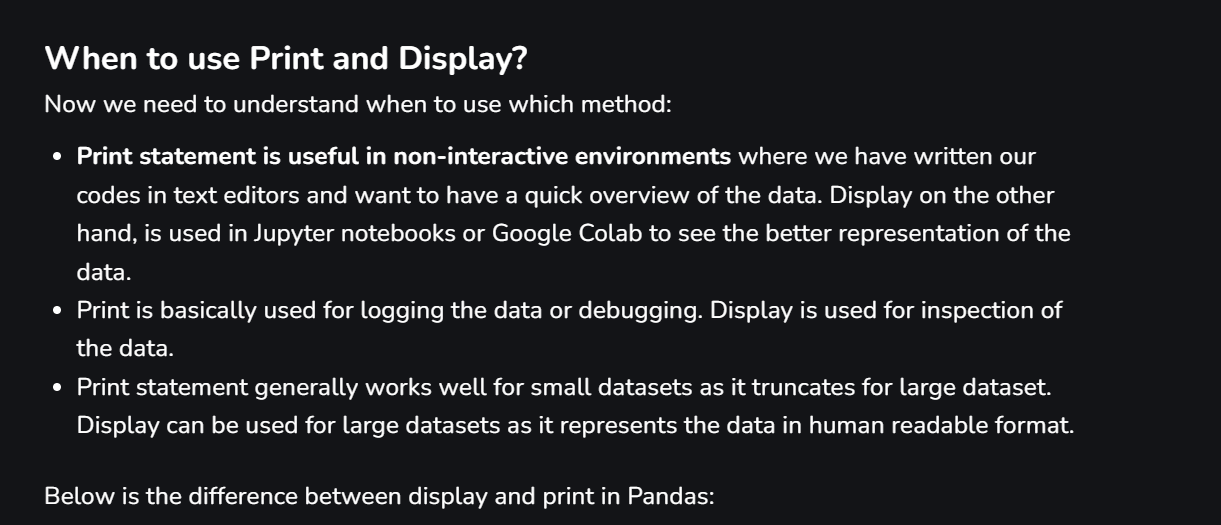 When to use Print and Display?
Now we need to understand when to use which method:
• Print statement is useful in non-interactive environments where we have written our
codes in text editors and want to have a quick overview of the data. Display on the other
hand, is used in Jupyter notebooks or Google Colab to see the better representation of the
data.
• Print is basically used for logging the data or debugging. Display is used for inspection of
the data.
• Print statement generally works well for small datasets as it truncates for large dataset.
Display can be used for large datasets as it represents the data in human readable format.
Below is the difference between display and print in Pandas: